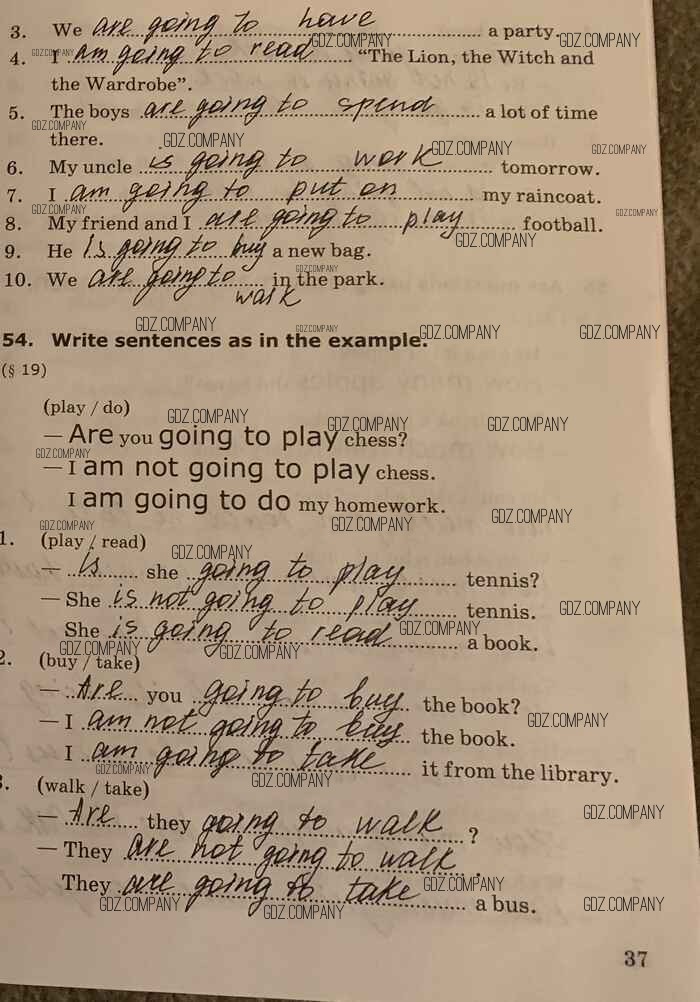 3. We are going to have a party.
4. I am going to read "The Lion, the Witch and
the Wardrobe".
5. The boys are going to spend a lot of time
there.
6. My uncle is going to work tomorrow.
7. I am going to put on my raincoat.
8. My friend and I are going to play football.
9. He is going to buy a new bag.
10. We are going to in the park.
walk
54. Write sentences as in the example.
(§ 19)
(play / do)
— Are you going to play chess?
— I am not going to play chess.
I am going to do my homework.
1. (play / read)
— Is she going to play tennis?
— She is not going to play tennis.
She is going to read a book.
2. (buy / take)
— Are you going to buy the book?
— I am not going to buy the book.
I am going to take it from the library.
3. (walk / take)
— Are they going to walk ?
— They are not going to walk .
They are going to take a bus.
37
GDZ.COMPANY